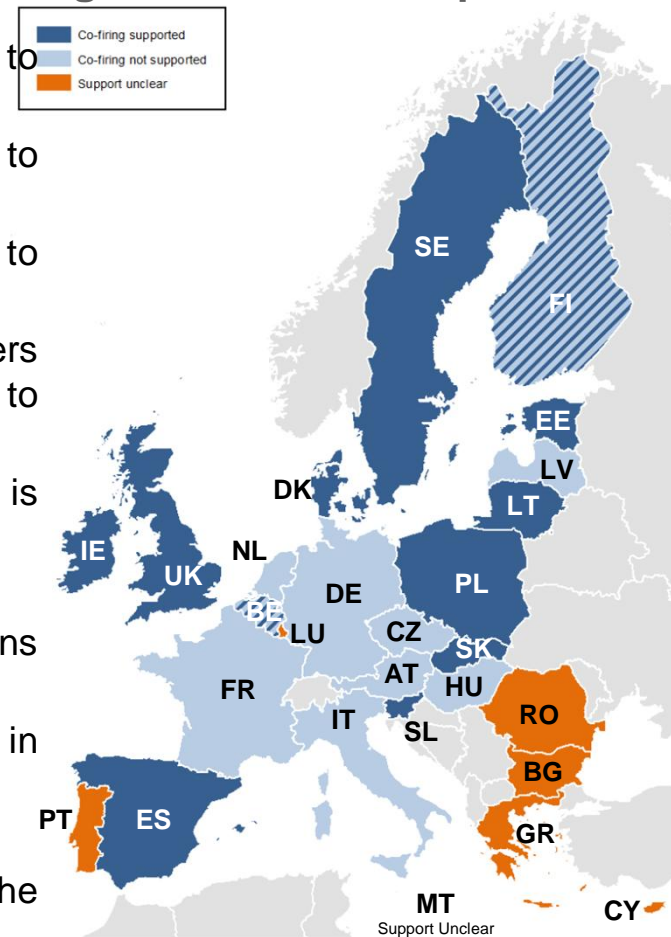 Co-firing supported
to
Co-firing not supported
Support unclear
to
to
SE
FI
ers
to
EE
LV
DK
LT
is
IE
NL
UK
DE
PL
BE
LU
CZ
SK
ns
AT
FR
HU
IT
RO
SL
in
BG
PT
ES
GR
he
MT
CY
Support Unclear